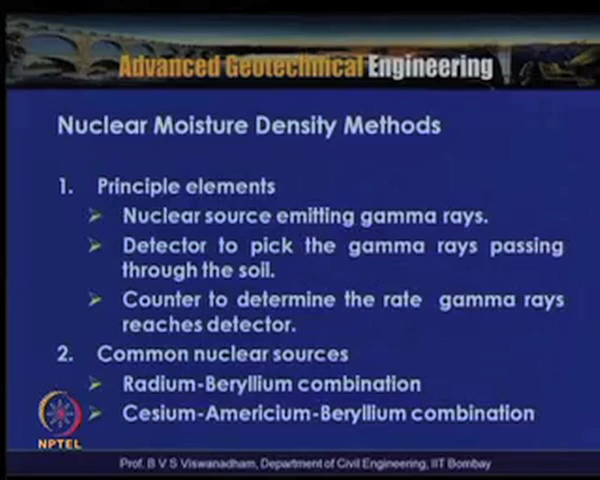 Advanced Geotechnical Engineering
Nuclear Moisture Density Methods
1. Principle elements
Nuclear source emitting gamma rays.
Detector to pick the gamma rays passing
through the soil.
Counter to determine the rate gamma rays
reaches detector.
2. Common nuclear sources
Radium-Beryllium combination
Cesium-Americium-Beryllium combination
NPTEL
Prof. B V S Viswanadham, Department of Civil Engineering, IIT Bombay